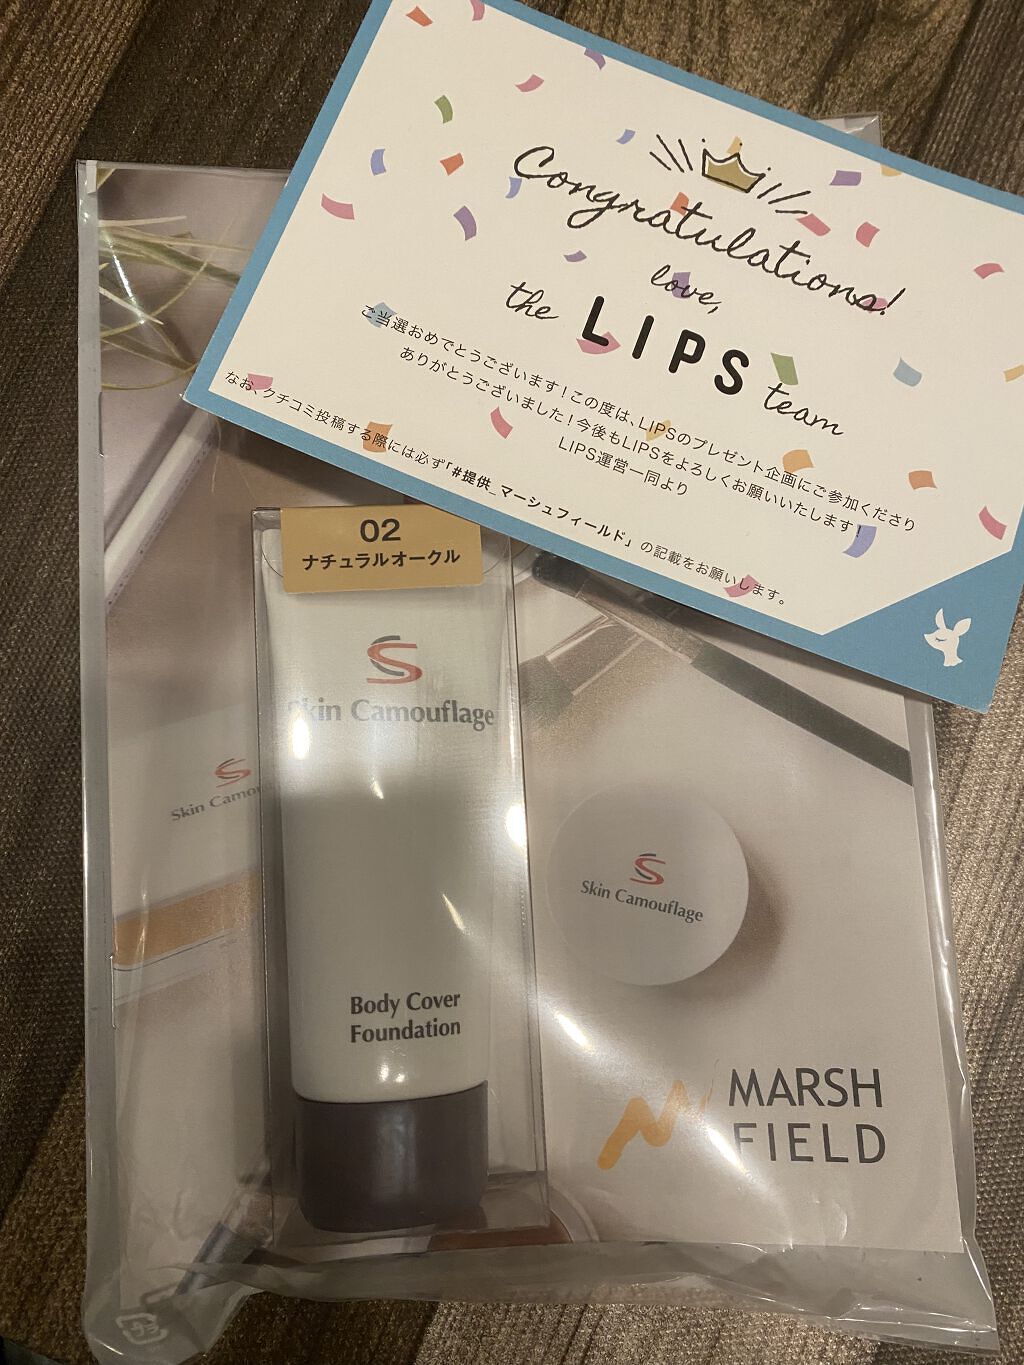 Congratulations!
love,
the LIPS team
ご当選おめでとうございます！この度は、LIPSのプレゼント企画にご参加くださり
ありがとうございました！今後もLIPSをよろしくお願いいたします！
LIPS運営一同より
なお、クチコミ投稿する際には必ず「#提供_マーシュフィールド」の記載をお願いします。
02
ナチュラルオークル
Skin Camouflage
Body Cover
Foundation
Skin Camou
Skin Camouflage
MARSH
FIELD